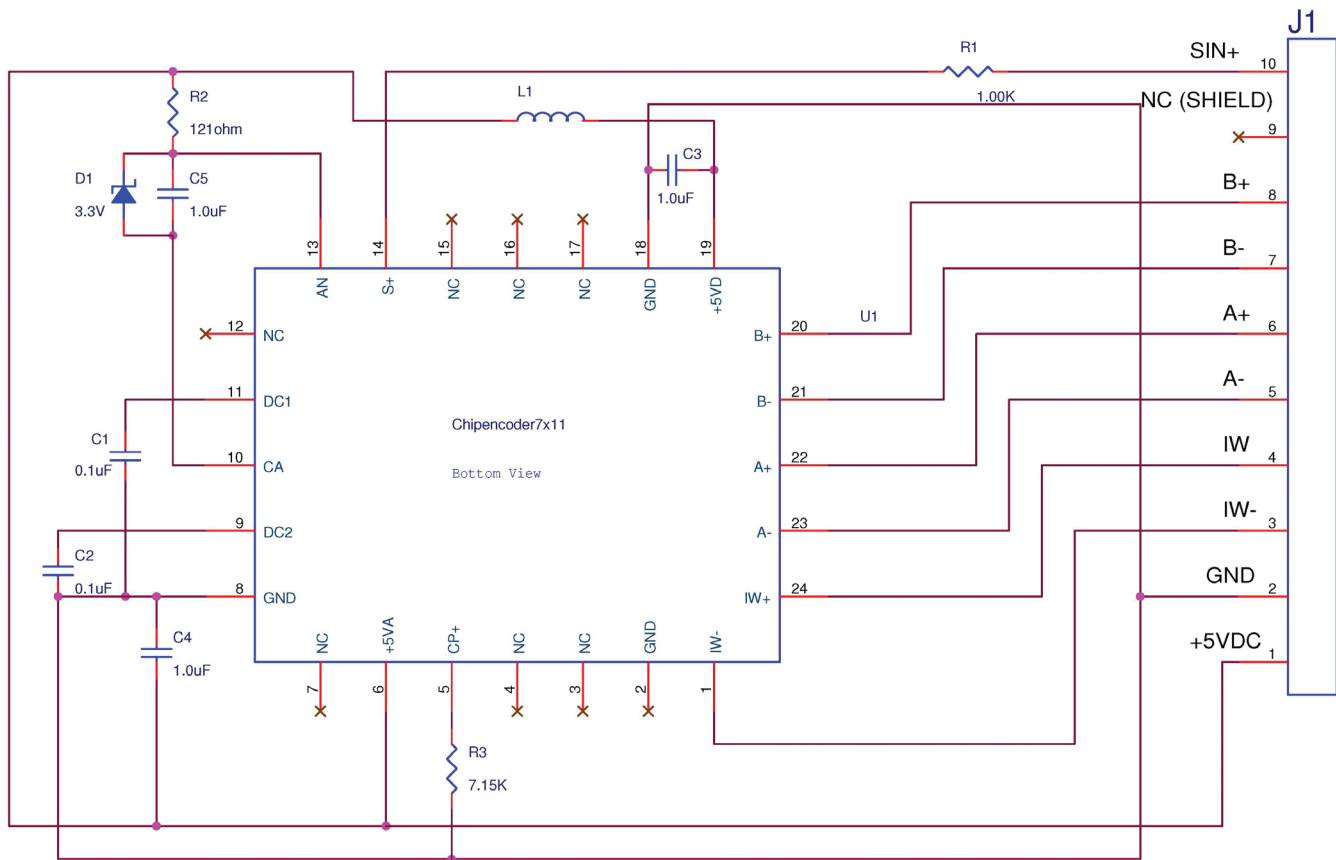 J1
SIN+
10
R1
1.00K
NC (SHIELD)
9
R2
121ohm
L1
C3
1.0uF
D1
3.3V
C5
1.0uF
B+
8
B-
7
A+
6
A-
5
IW
4
IW-
3
GND
2
+5VDC
1
13
14
15
16
17
18
19
AN
S+
NC
NC
NC
GND
+5VD
U1
12
NC
11
DC1
10
CA
9
DC2
8
GND
C1
0.1uF
C2
0.1uF
C4
1.0uF
Chipencoder7x11
Bottom View
B+
20
B-
21
A+
22
A-
23
IW+
24
NC
+5VA
CP+
NC
NC
GND
IW-
7
6
5
4
3
2
1
R3
7.15K